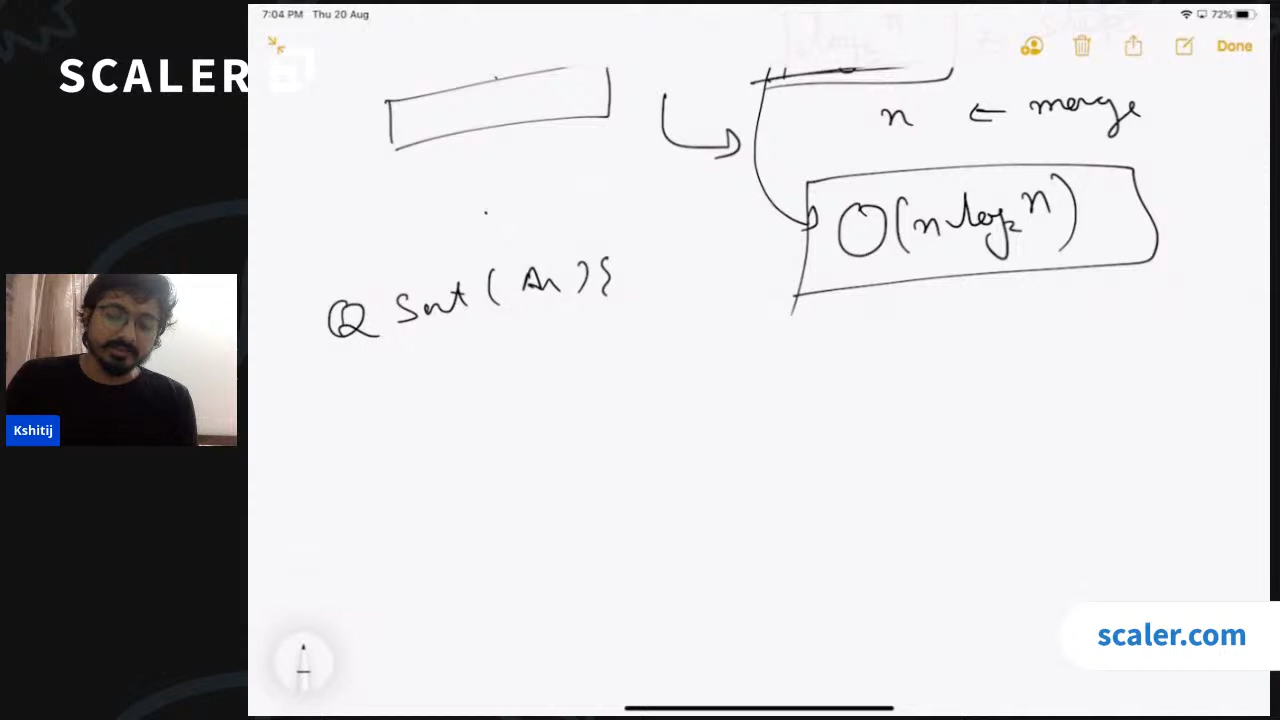 7:04 PM Thu 20 Aug
72%
SCALER
Done
n ← merge
O(n log₂ n)
Q Sort ( Arr ) {
Kshitij
scaler.com